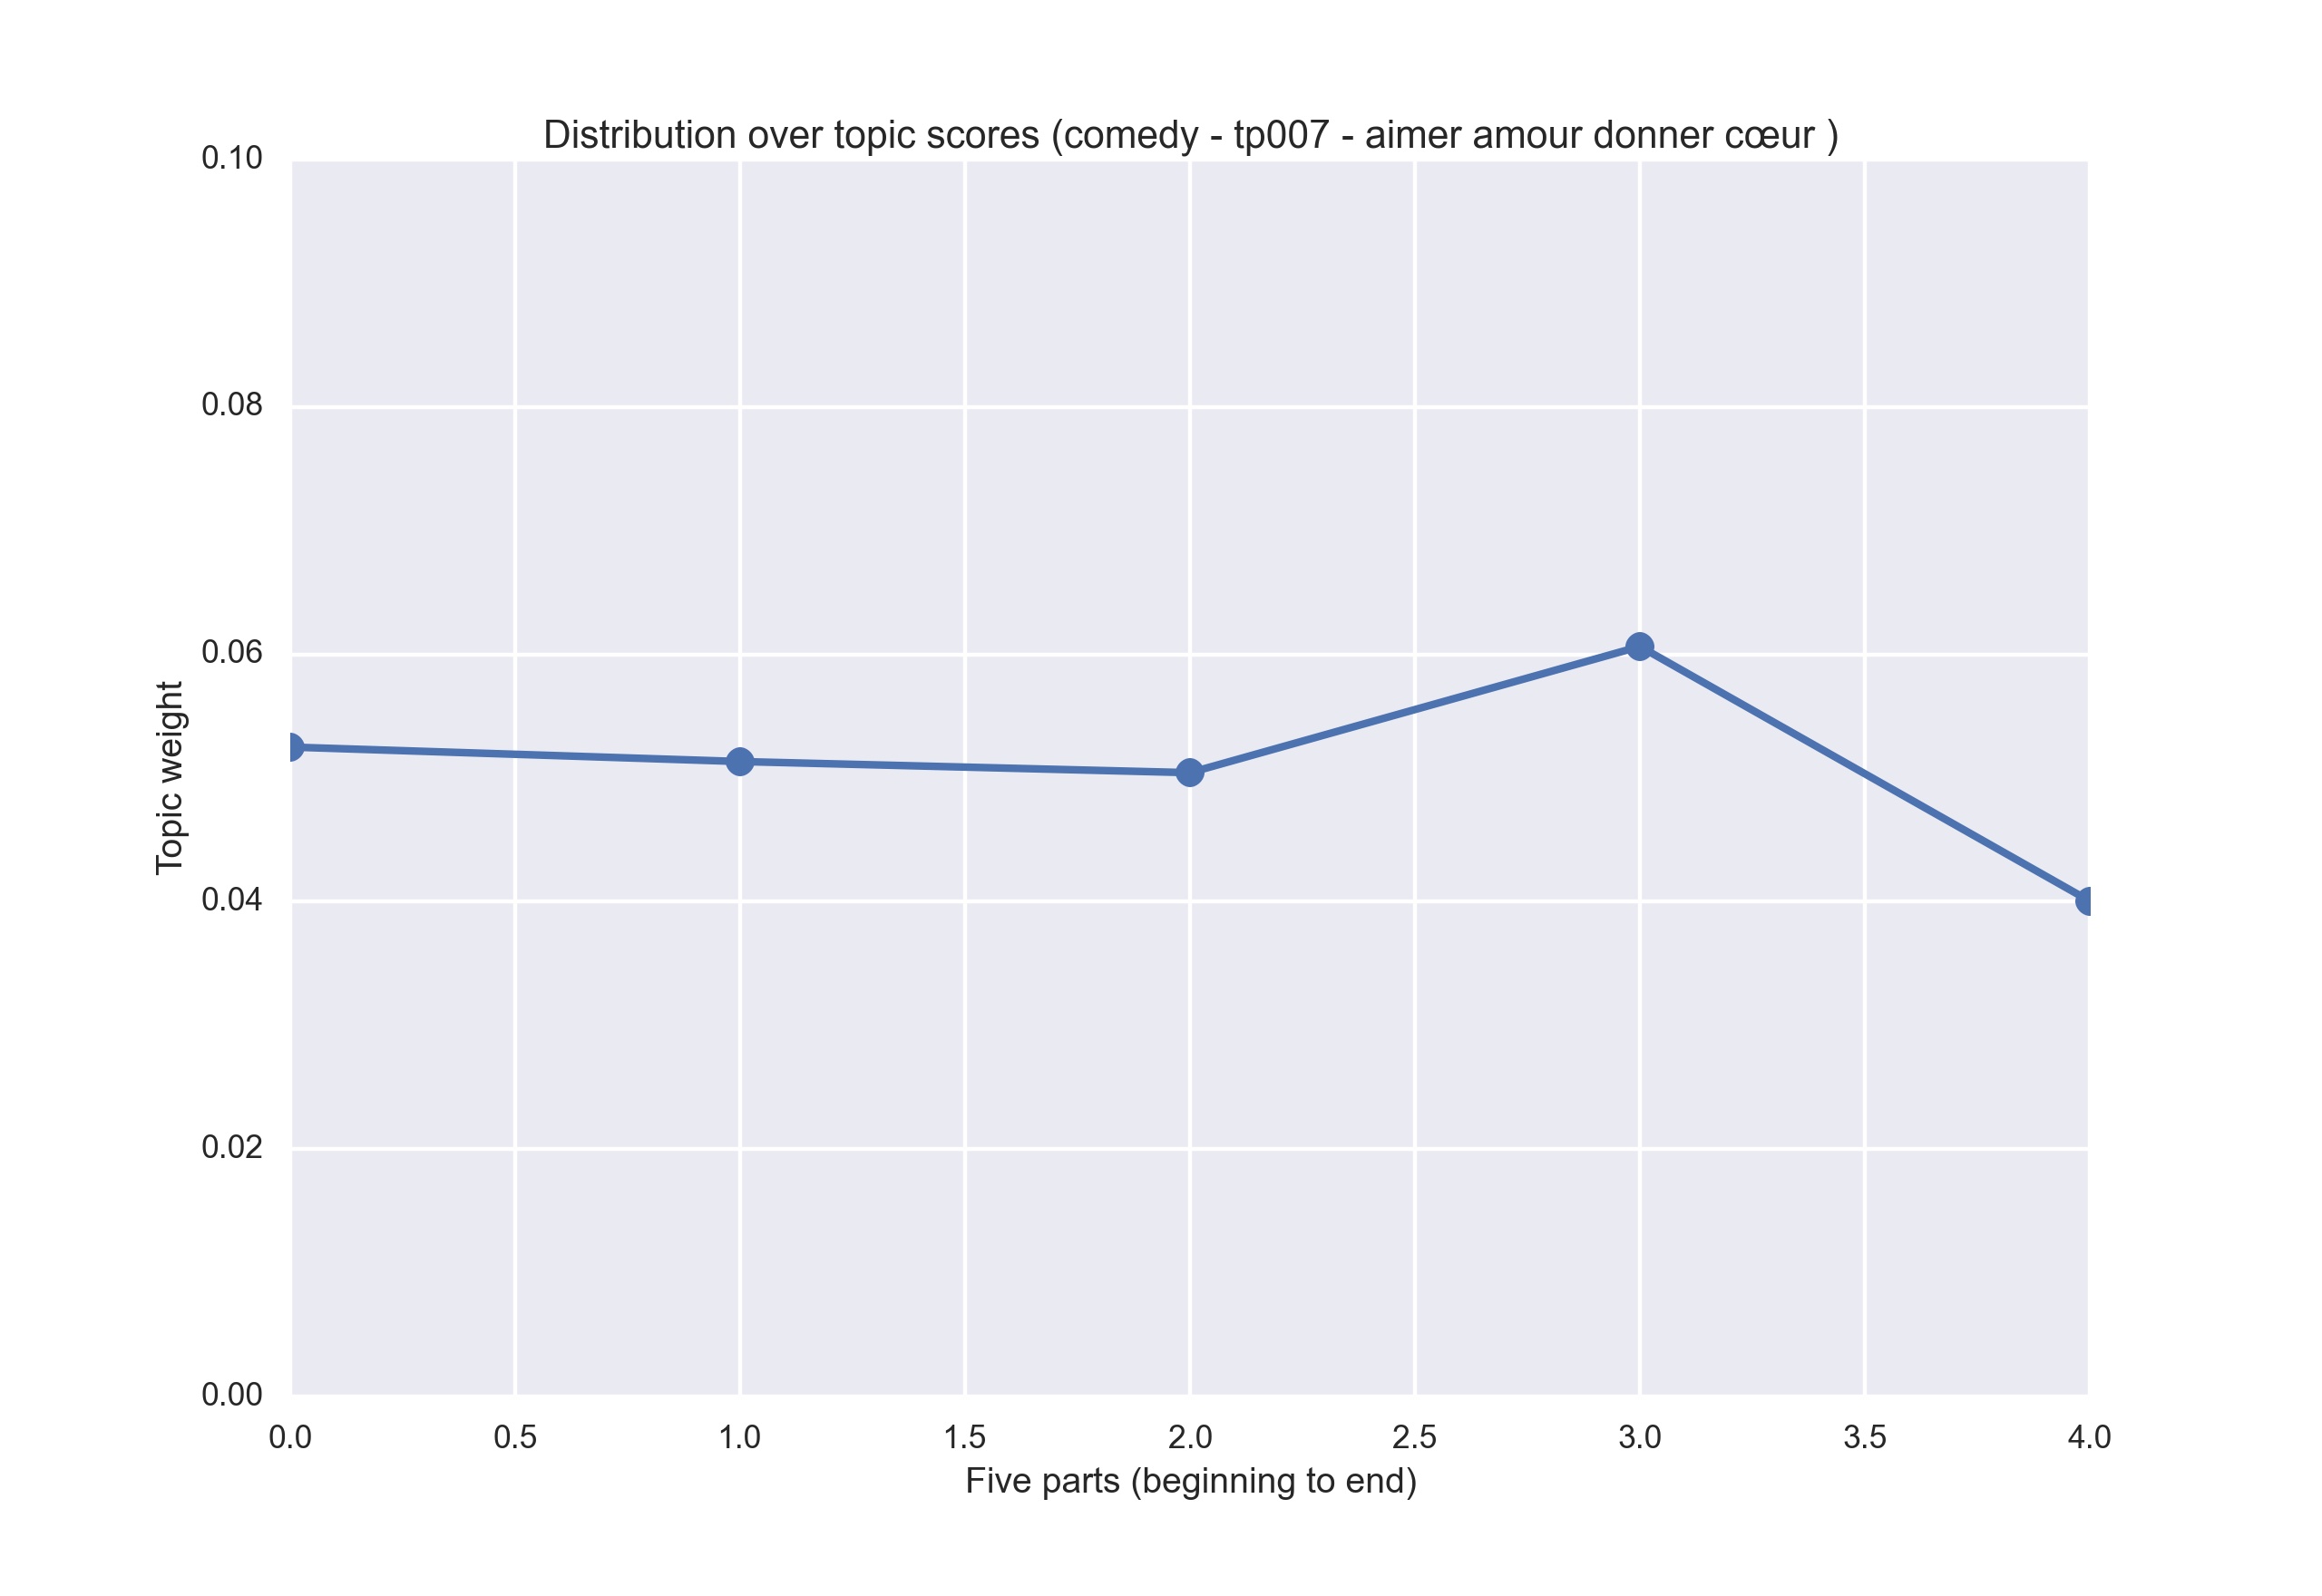 Distribution over topic scores (comedy - tp007 - aimer amour donner cœur )
0.10
0.08
0.06
0.04
0.02
0.00
Topic weight
0.0 0.5 1.0 1.5 2.0 2.5 3.0 3.5 4.0
Five parts (beginning to end)